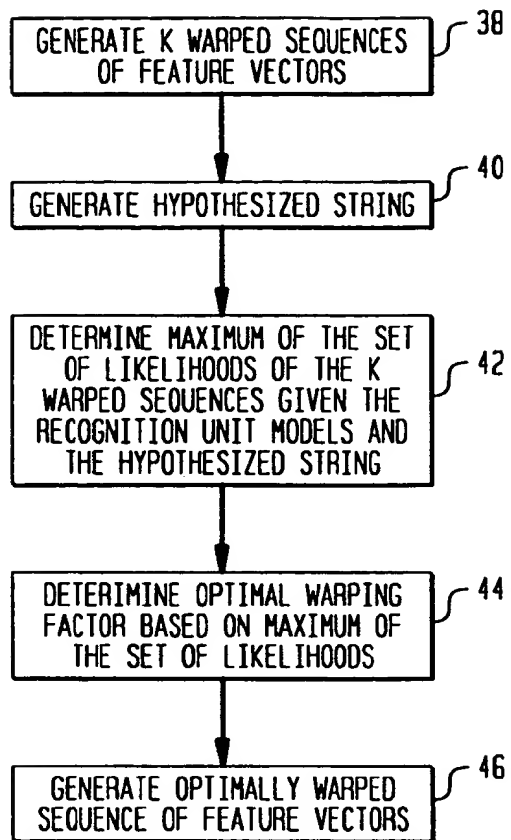 GENERATE K WARPED SEQUENCES
OF FEATURE VECTORS
38
40
GENERATE HYPOTHESIZED STRING
DETERMINE MAXIMUM OF THE SET
OF LIKELIHOODS OF THE K
WARPED SEQUENCES GIVEN THE
RECOGNITION UNIT MODELS AND
THE HYPOTHESIZED STRING
42
DETERIMINE OPTIMAL WARPING
FACTOR BASED ON MAXIMUM OF
THE SET OF LIKELIHOODS
44
GENERATE OPTIMALLY WARPED
SEQUENCE OF FEATURE VECTORS
46